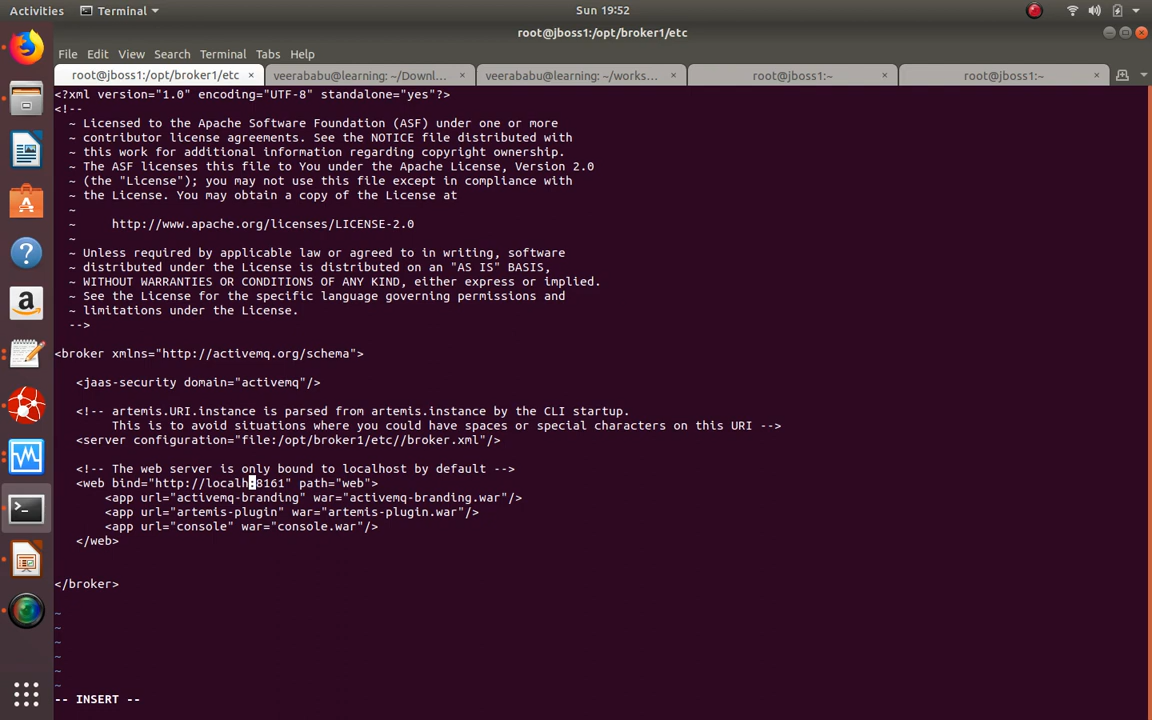 Activities
Terminal
Sun 19:52
root@jboss1:/opt/broker1/etc
File Edit View Search Terminal Tabs Help
root@jboss1:/opt/broker1/etc × veerababu@learning: ~/Downl... × veerababu@learning: ~/works... × root@jboss1:~ × root@jboss1:~ ×
<?xml version="1.0" encoding="UTF-8" standalone="yes"?>
<!--
  ~ Licensed to the Apache Software Foundation (ASF) under one or more
  ~ contributor license agreements. See the NOTICE file distributed with
  ~ this work for additional information regarding copyright ownership.
  ~ The ASF licenses this file to You under the Apache License, Version 2.0
  ~ (the "License"); you may not use this file except in compliance with
  ~ the License. You may obtain a copy of the License at
  ~
  ~     http://www.apache.org/licenses/LICENSE-2.0
  ~
  ~ Unless required by applicable law or agreed to in writing, software
  ~ distributed under the License is distributed on an "AS IS" BASIS,
  ~ WITHOUT WARRANTIES OR CONDITIONS OF ANY KIND, either express or implied.
  ~ See the License for the specific language governing permissions and
  ~ limitations under the License.
  -->
<broker xmlns="http://activemq.org/schema">
   <jaas-security domain="activemq"/>
   <!-- artemis.URI.instance is parsed from artemis.instance by the CLI startup.
        This is to avoid situations where you could have spaces or special characters on this URI -->
   <server configuration="file:/opt/broker1/etc//broker.xml"/>
   <!-- The web server is only bound to localhost by default -->
   <web bind="http://localh:8161" path="web">
       <app url="activemq-branding" war="activemq-branding.war"/>
       <app url="artemis-plugin" war="artemis-plugin.war"/>
       <app url="console" war="console.war"/>
   </web>
</broker>
~
~
~
~
~
~
-- INSERT --